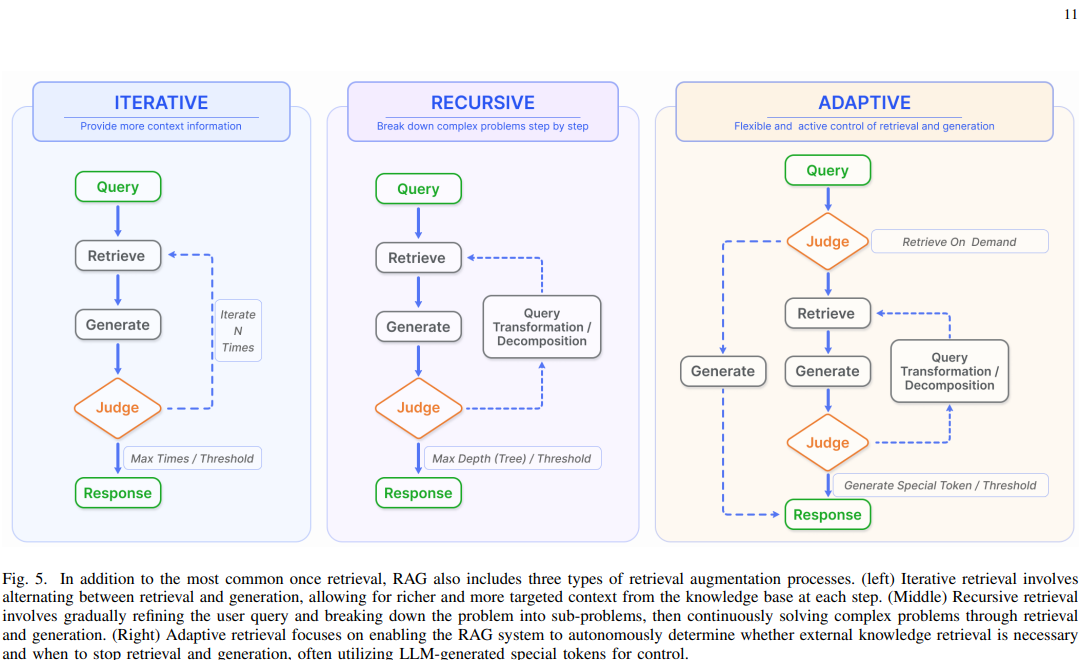 11
ITERATIVE
Provide more context information
Query
Retrieve
Generate
Iterate
N
Times
Judge
Max Times / Threshold
Response
RECURSIVE
Break down complex problems step by step
Query
Retrieve
Generate
Query
Transformation /
Decomposition
Judge
Max Depth (Tree) / Threshold
Response
ADAPTIVE
Flexible and active control of retrieval and generation
Query
Judge
Retrieve On Demand
Retrieve
Generate
Generate
Query
Transformation /
Decomposition
Judge
Generate Special Token / Threshold
Response
Fig. 5. In addition to the most common once retrieval, RAG also includes three types of retrieval augmentation processes. (left) Iterative retrieval involves
alternating between retrieval and generation, allowing for richer and more targeted context from the knowledge base at each step. (Middle) Recursive retrieval
involves gradually refining the user query and breaking down the problem into sub-problems, then continuously solving complex problems through retrieval
and generation. (Right) Adaptive retrieval focuses on enabling the RAG system to autonomously determine whether external knowledge retrieval is necessary
and when to stop retrieval and generation, often utilizing LLM-generated special tokens for control.